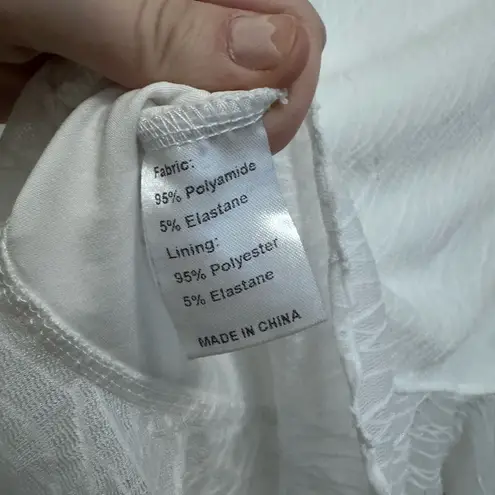 Fabric:
95% Polyamide
5% Elastane
Lining:
95% Polyester
5% Elastane
MADE IN CHINA